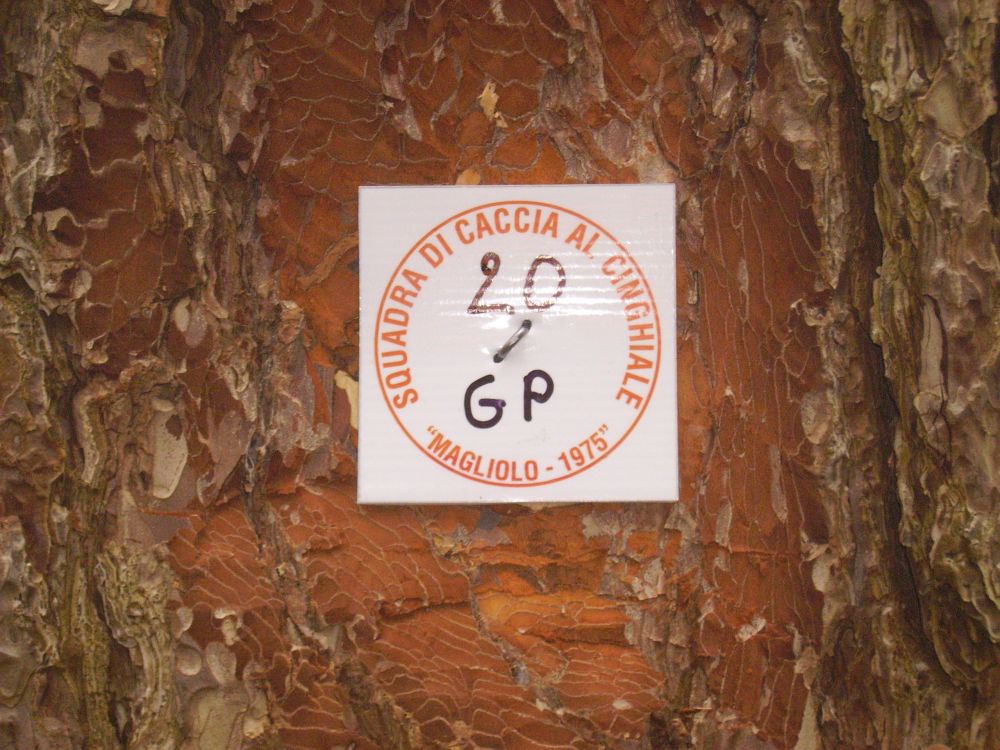 SQUADRA DI CACCIA AL CINGHIALE
20
GP
"MAGLIOLO - 1975"